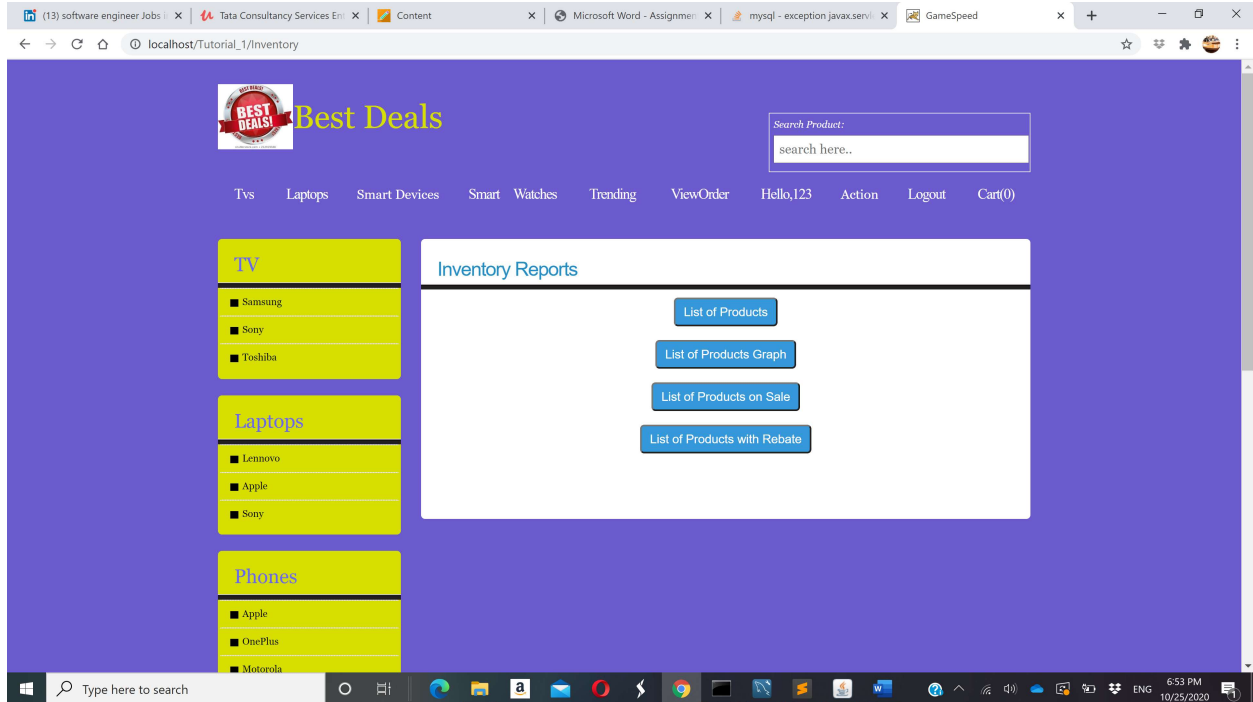 (13) software engineer Jobs i
Tata Consultancy Services Ent
Content
Microsoft Word - Assignmen
mysql - exception javax.servle
GameSpeed
localhost/Tutorial_1/Inventory
BEST DEALS!
BEST
DEALS!
Best Deals
Search Product:
search here..
Tvs Laptops Smart Devices Smart Watches Trending ViewOrder Hello,123 Action Logout Cart(0)
TV
Samsung
Sony
Toshiba
Laptops
Lennovo
Apple
Sony
Phones
Apple
OnePlus
Motorola
Inventory Reports
List of Products
List of Products Graph
List of Products on Sale
List of Products with Rebate
Type here to search
ENG
6:53 PM
10/25/2020